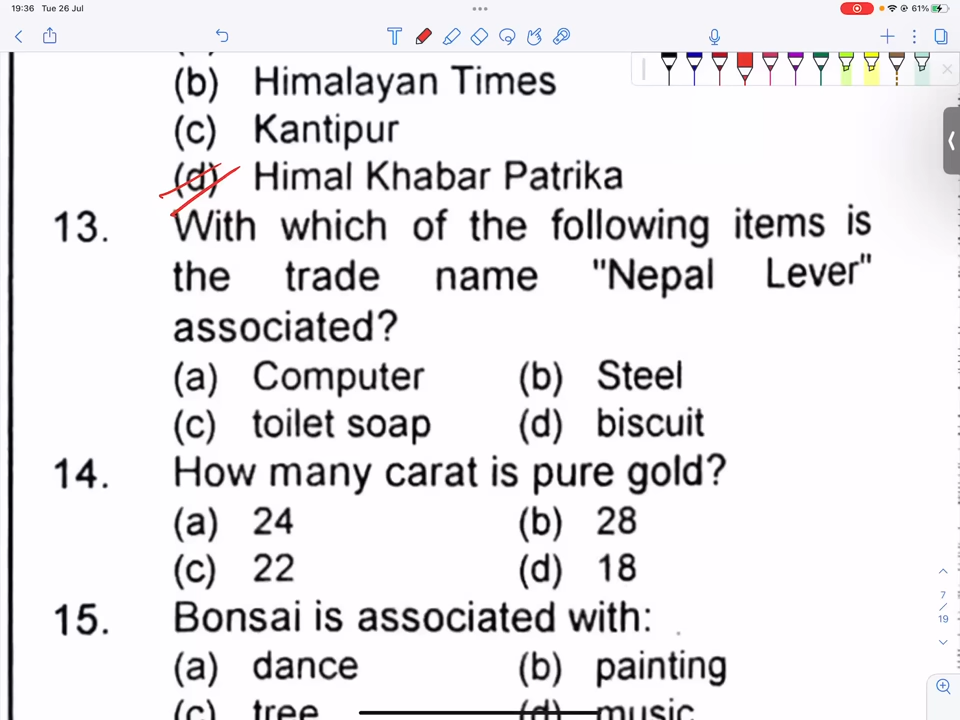 19:36 Tue 26 Jul
61%
(b) Himalayan Times
(c) Kantipur
(d) Himal Khabar Patrika
13. With which of the following items is
the trade name "Nepal Lever"
associated?
(a) Computer (b) Steel
(c) toilet soap (d) biscuit
14. How many carat is pure gold?
(a) 24 (b) 28
(c) 22 (d) 18
7
/
19
15. Bonsai is associated with:
(a) dance (b) painting
(c) tree (d) music